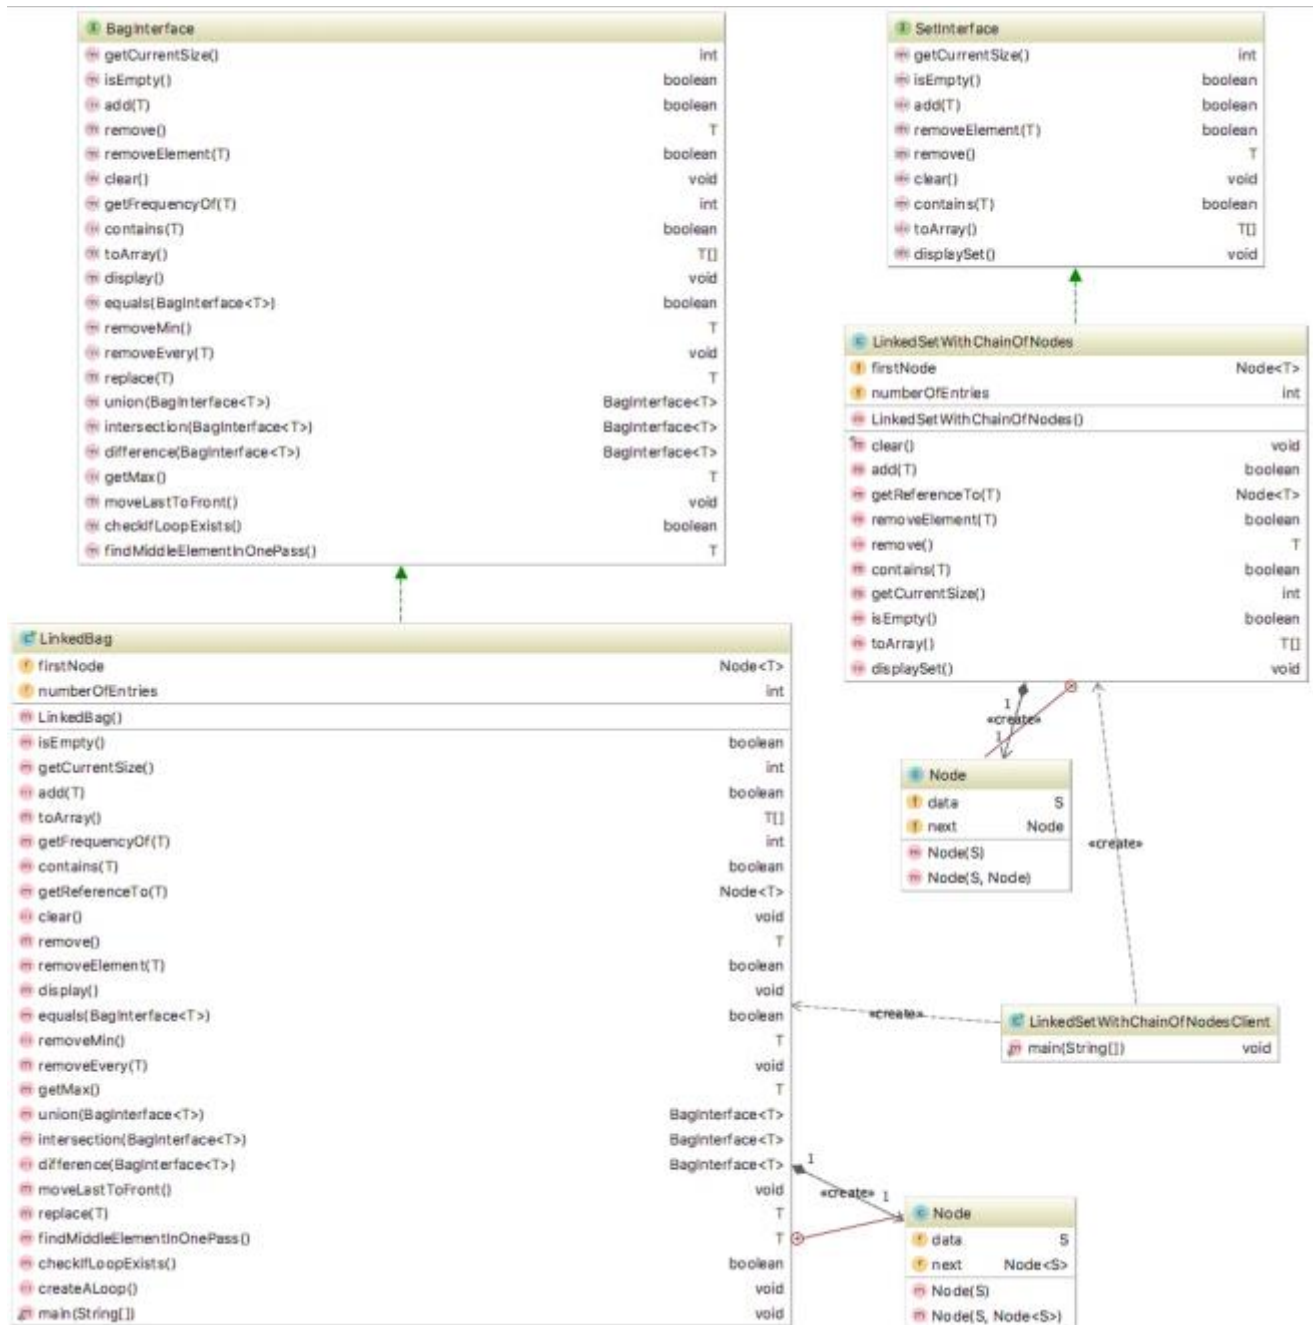 BagInterface
getCurrentSize() int
isEmpty() boolean
add(T) boolean
remove() T
removeElement(T) boolean
clear() void
getFrequencyOf(T) int
contains(T) boolean
toArray() T[]
display() void
equals(BagInterface<T>) boolean
removeMin() T
removeEvery(T) void
replace(T) T
union(BagInterface<T>) BagInterface<T>
intersection(BagInterface<T>) BagInterface<T>
difference(BagInterface<T>) BagInterface<T>
getMax() T
moveLastToFront() void
checkIfLoopExists() boolean
findMiddleElementInOnePass() T
SetInterface
getCurrentSize() int
isEmpty() boolean
add(T) boolean
removeElement(T) boolean
remove() T
clear() void
contains(T) boolean
toArray() T[]
displaySet() void
LinkedSetWithChainOfNodes
firstNode Node<T>
numberOfEntries int
LinkedSetWithChainOfNodes()
clear() void
add(T) boolean
getReferenceTo(T) Node<T>
removeElement(T) boolean
remove() T
contains(T) boolean
getCurrentSize() int
isEmpty() boolean
toArray() T[]
displaySet() void
1
«create»
1
Node
data S
next Node
Node(S)
Node(S, Node)
«create»
LinkedBag
firstNode Node<T>
numberOfEntries int
LinkedBag()
isEmpty() boolean
getCurrentSize() int
add(T) boolean
toArray() T[]
getFrequencyOf(T) int
contains(T) boolean
getReferenceTo(T) Node<T>
clear() void
remove() T
removeElement(T) boolean
display() void
equals(BagInterface<T>) boolean
removeMin() T
removeEvery(T) void
getMax() T
union(BagInterface<T>) BagInterface<T>
intersection(BagInterface<T>) BagInterface<T>
difference(BagInterface<T>) BagInterface<T>
moveLastToFront() void
replace(T) T
findMiddleElementInOnePass() T
checkIfLoopExists() boolean
createALoop() void
main(String[]) void
«create»
LinkedSetWithChainOfNodesClient
main(String[]) void
1
«create» 1
Node
data S
next Node<S>
Node(S)
Node(S, Node<S>)